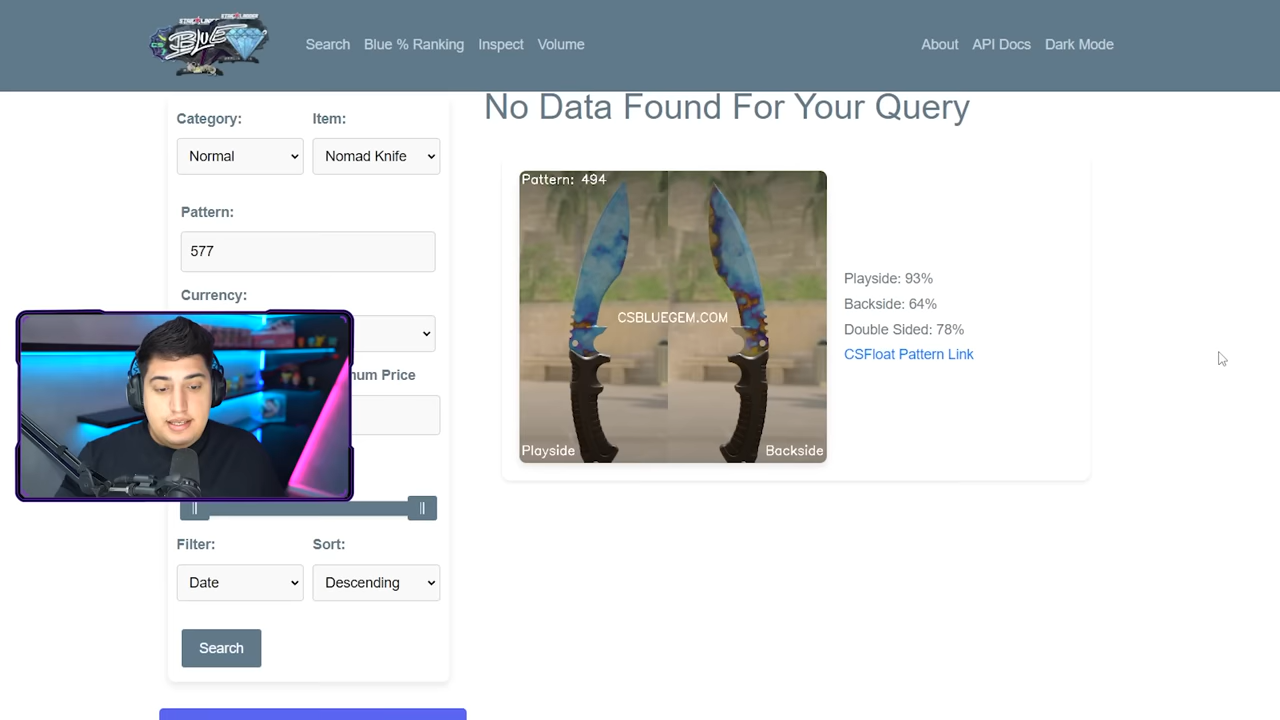 BLUE
Search
Blue % Ranking
Inspect
Volume
About
API Docs
Dark Mode
Category:
Item:
Normal
Nomad Knife
Pattern:
577
Currency:
num Price
Filter:
Sort:
Date
Descending
Search
No Data Found For Your Query
Pattern: 494
CSBLUEGEM.COM
Playside
Backside
Playside: 93%
Backside: 64%
Double Sided: 78%
CSFloat Pattern Link